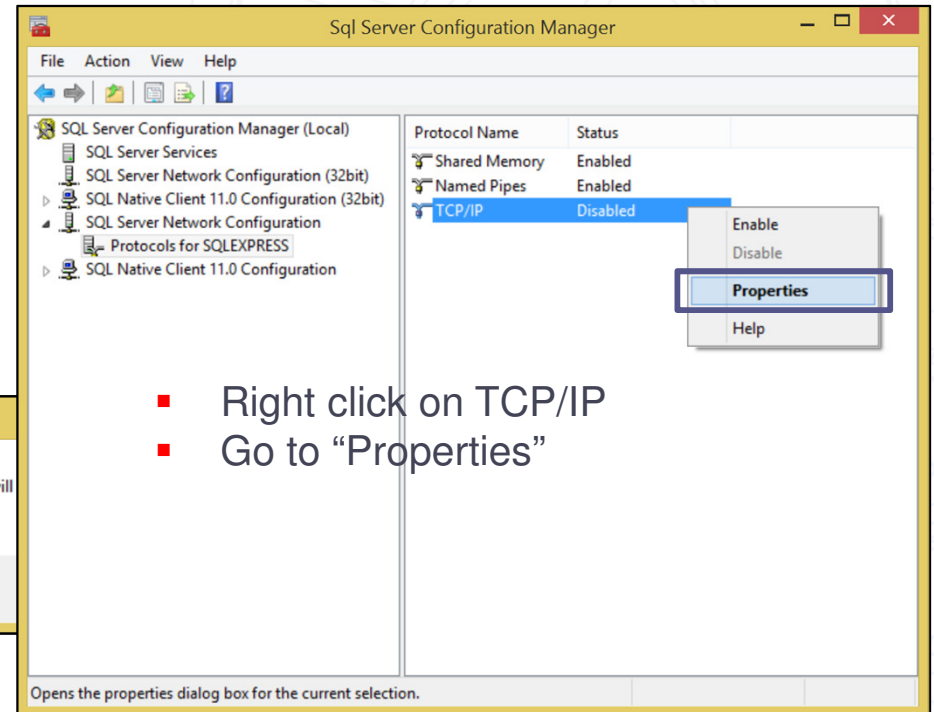 Sql Server Configuration Manager
File Action View Help
SQL Server Configuration Manager (Local)
SQL Server Services
SQL Server Network Configuration (32bit)
SQL Native Client 11.0 Configuration (32bit)
SQL Server Network Configuration
Protocols for SQLEXPRESS
SQL Native Client 11.0 Configuration
Protocol Name Status
Shared Memory Enabled
Named Pipes Enabled
TCP/IP Disabled
Enable
Disable
Properties
Help
▪ Right click on TCP/IP
▪ Go to “Properties”
Opens the properties dialog box for the current selection.